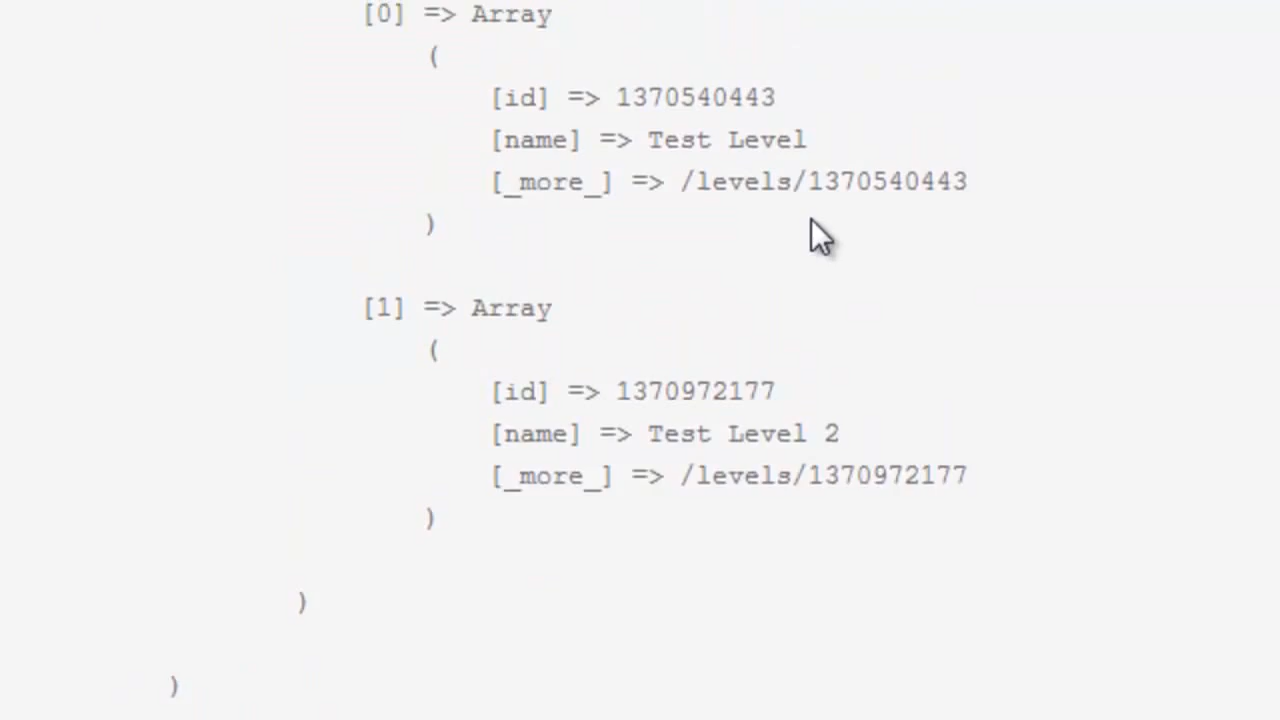 [0] => Array
(
[id] => 1370540443
[name] => Test Level
[_more_] => /levels/1370540443
)
[1] => Array
(
[id] => 1370972177
[name] => Test Level 2
[_more_] => /levels/1370972177
)
)
)